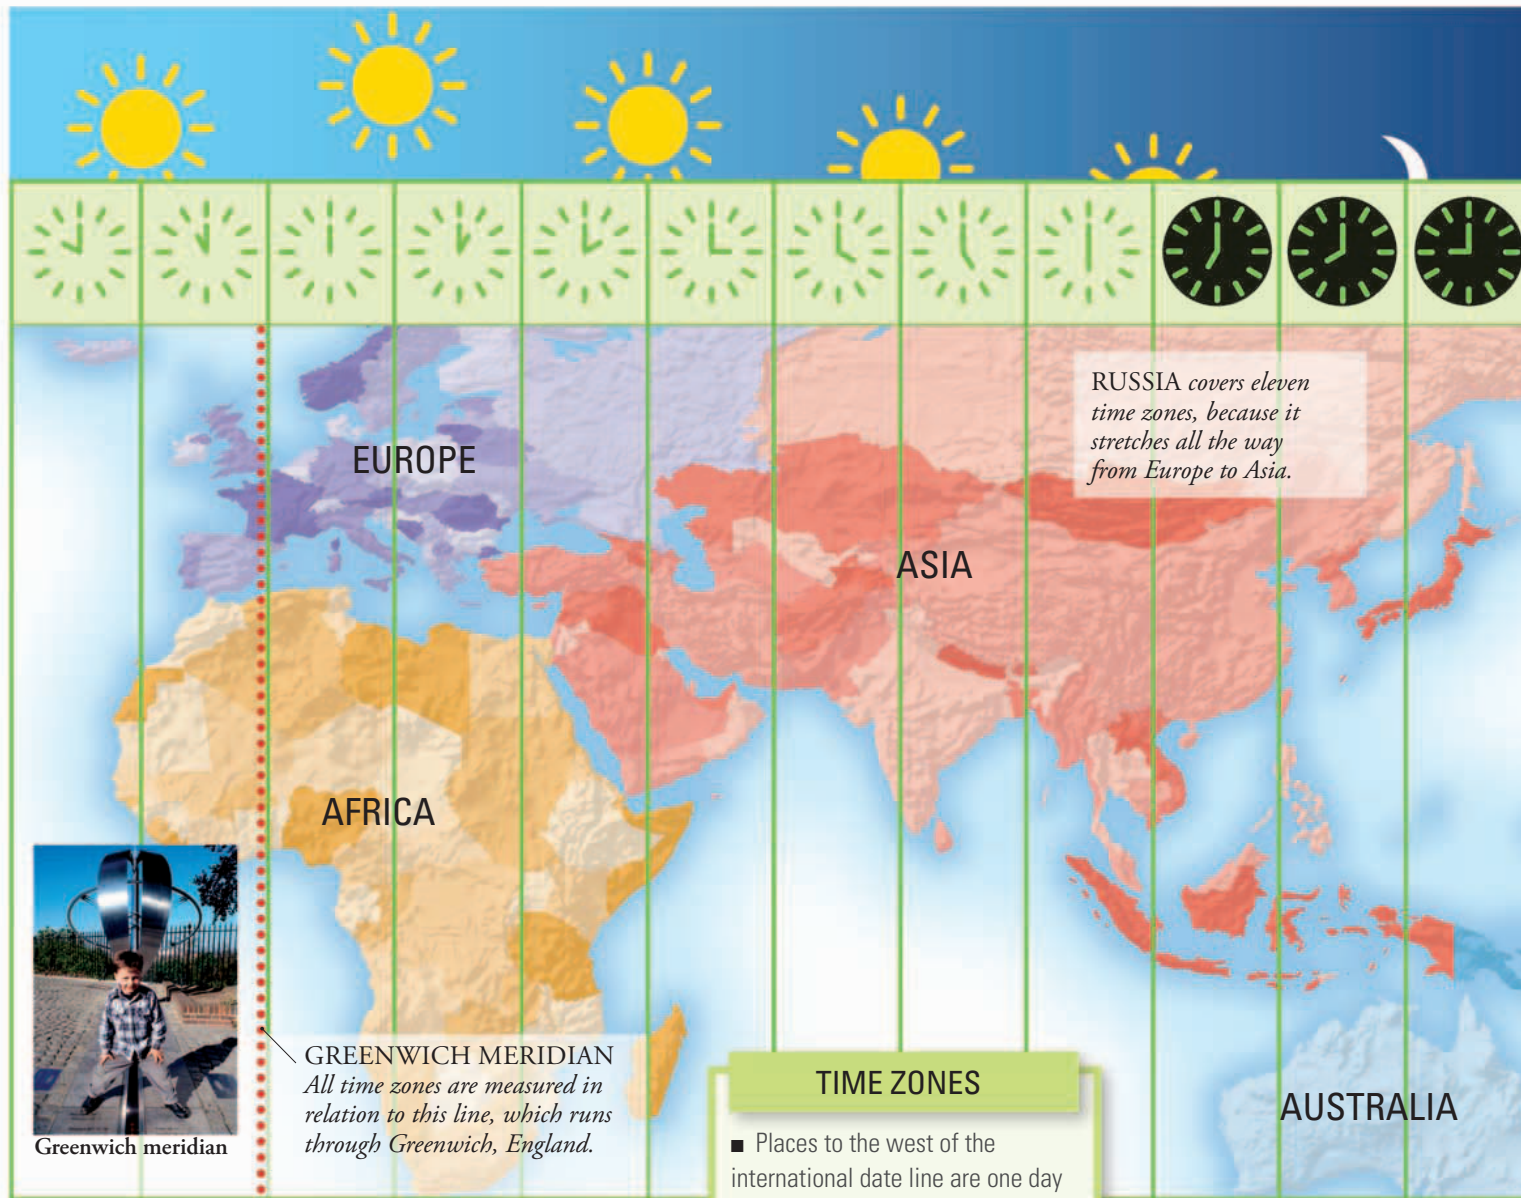 RUSSIA covers eleven
time zones, because it
stretches all the way
from Europe to Asia.
EUROPE
ASIA
AFRICA
GREENWICH MERIDIAN
All time zones are measured in
relation to this line, which runs
through Greenwich, England.
Greenwich meridian
TIME ZONES
■ Places to the west of the
international date line are one day
AUSTRALIA